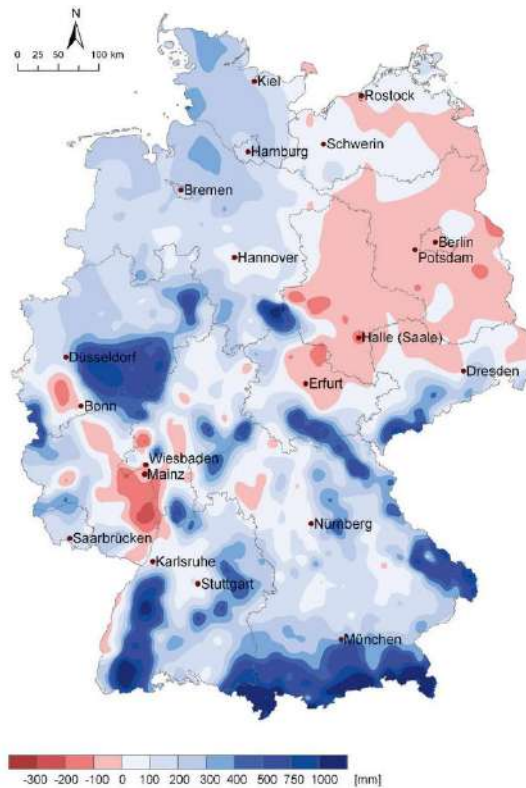 N
0 25 50 100 km
Kiel
Rostock
Schwerin
Hamburg
Bremen
Berlin
Potsdam
Hannover
Halle (Saale)
Düsseldorf
Dresden
Erfurt
Bonn
Wiesbaden
Mainz
Nürnberg
Saarbrücken
Karlsruhe
Stuttgart
München
-300 -200 -100 0 100 200 300 400 500 750 1000 [mm]